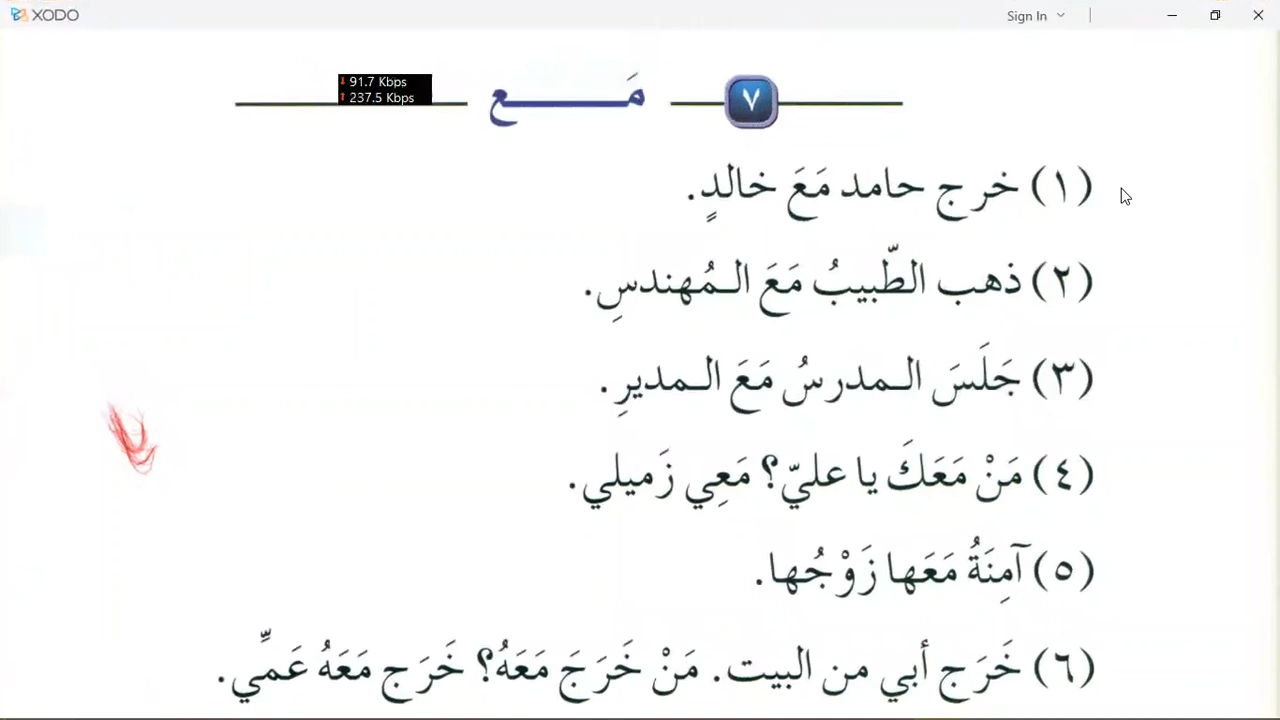 XODO
Sign In
91.7 Kbps
237.5 Kbps
٧ مَـــــع
(١) خرج حامد مَعَ خالدٍ.
(٢) ذهب الطّبيبُ مَعَ الـمُهندسِ.
(٣) جَلَسَ الـمدرسُ مَعَ الـمديرِ.
(٤) مَنْ مَعَكَ يا عليّ؟ مَعِي زَميلي.
(٥) آمِنَةُ مَعَها زَوْجُها.
(٦) خَرَج أبي من البيت. مَنْ خَرَجَ مَعَهُ؟ خَرَج مَعَهُ عَمِّي.